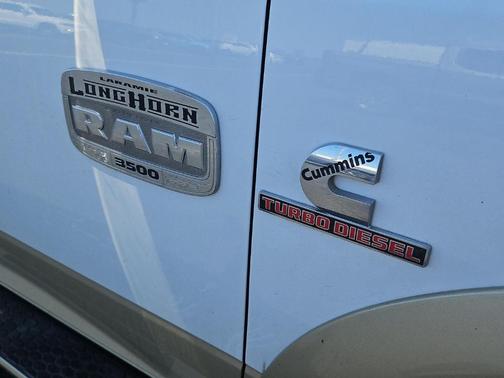 LARAMIE
LONGHORN
RAM
3500
Cummins
TURBO DIESEL